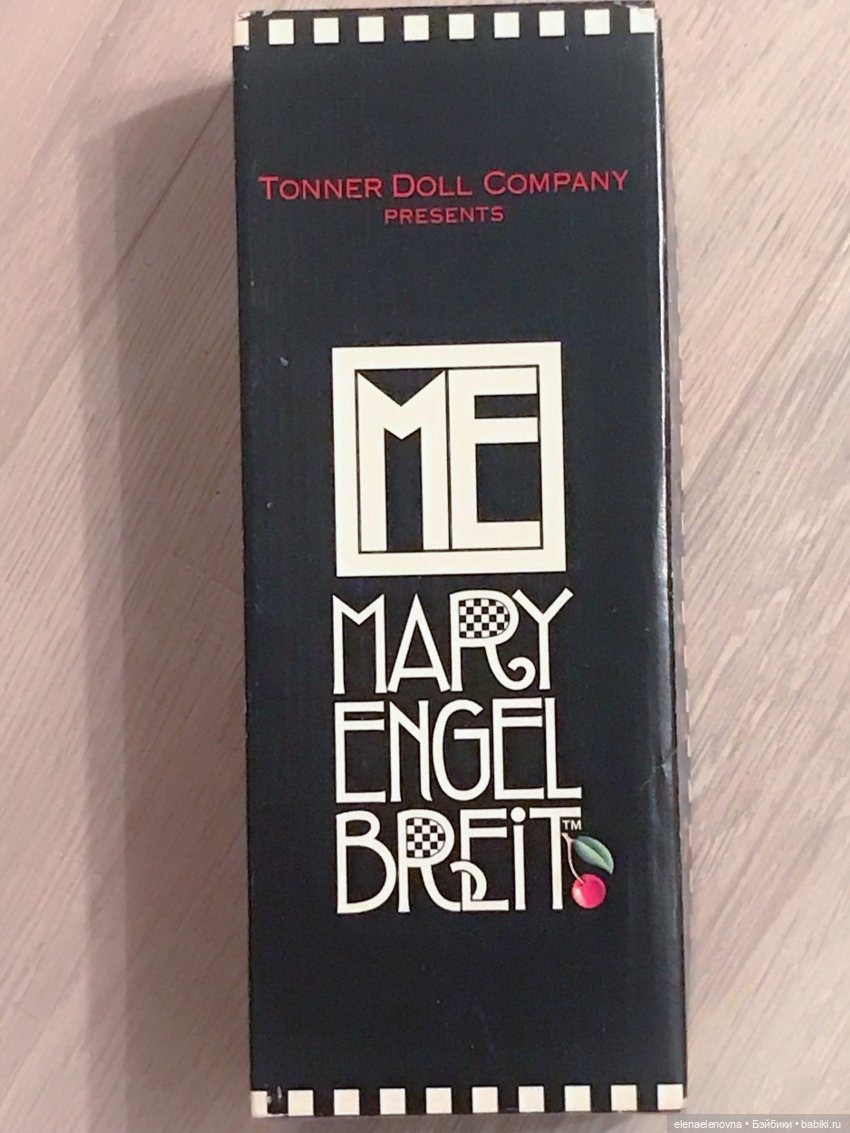 TONNER DOLL COMPANY
PRESENTS
ME
MARY
ENGEL
BREiT™
elenaelenovna • Бэйбики • babiki.ru